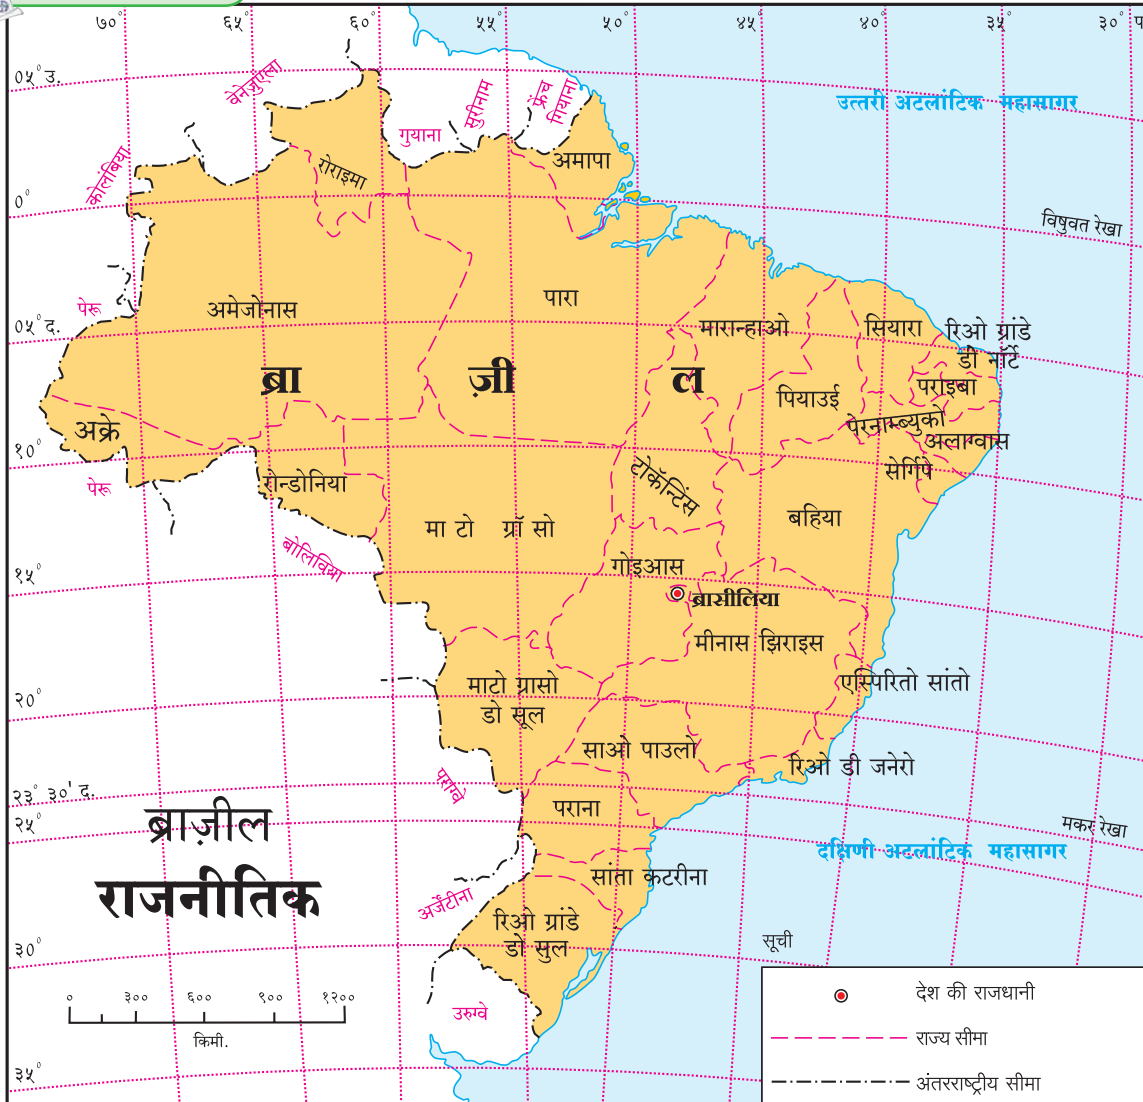 ७०° ६५° ६०° ५५° ५०° ४५° ४०° ३५° ३०°
०५° उ.
वेनेजुएला
सुरीनाम
फ्रेंच
गियाना
उत्तरी अटलांटिक महासागर
गुयाना
कोलंबिया
रोराइमा
अमापा
०°
विषुवत रेखा
पेरू
अमेजोनास
पारा
०५° द.
मारान्हाओ
सियारा
रिओ ग्रांडे
डी नॉर्टे
ब्रा ज़ी ल
पराइबा
पियाउई
पेरनाम्ब्युको
अक्रे
अलाग्वास
१०°
टोकॅन्टिंस
सेर्गिपे
पेरू
रोन्डोनिया
मा टो ग्रॉ सो
बहिया
बोलिविया
गोइआस
१५°
ब्रासीलिया
मीनास झिराइस
माटो ग्रासो
डो सूल
एस्पिरितो सांतो
२०°
साओ पाउलो
रिओ डी जनेरो
पराग्वे
२३° ३०' द.
पराना
२५°
मकर रेखा
ब्राज़ील
राजनीतिक
दक्षिणी अटलांटिक महासागर
सांता कटरीना
अर्जेंटीना
रिओ ग्रांडे
डो सुल
३०°
सूची
० ३०० ६०० ९०० १२००
किमी.
उरुग्वे
देश की राजधानी
राज्य सीमा
अंतरराष्ट्रीय सीमा
३५°